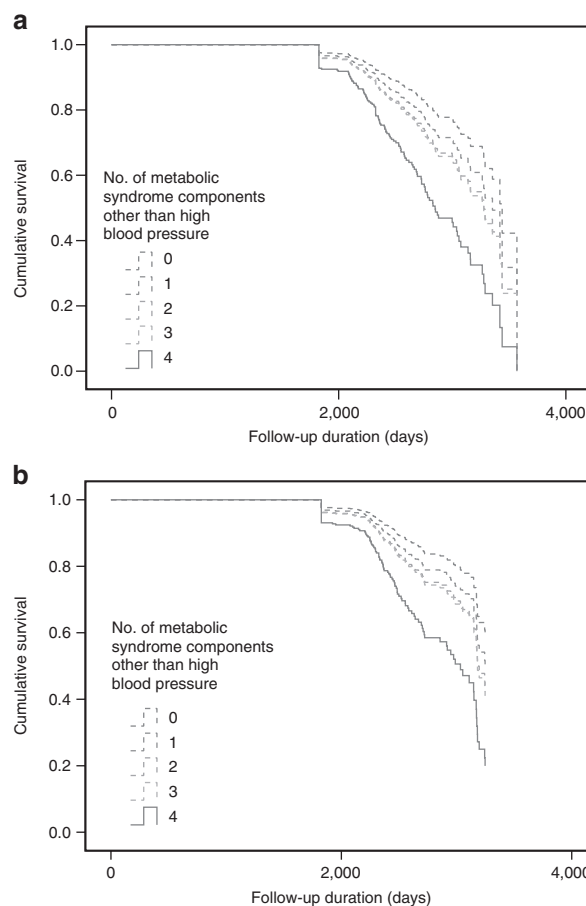 a
1.0
0.8
0.6
0.4
0.2
0.0
Cumulative survival
No. of metabolic
syndrome components
other than high
blood pressure
0
1
2
3
4
0
2,000
4,000
Follow-up duration (days)
b
1.0
0.8
0.6
0.4
0.2
0.0
Cumulative survival
No. of metabolic
syndrome components
other than high
blood pressure
0
1
2
3
4
0
2,000
4,000
Follow-up duration (days)